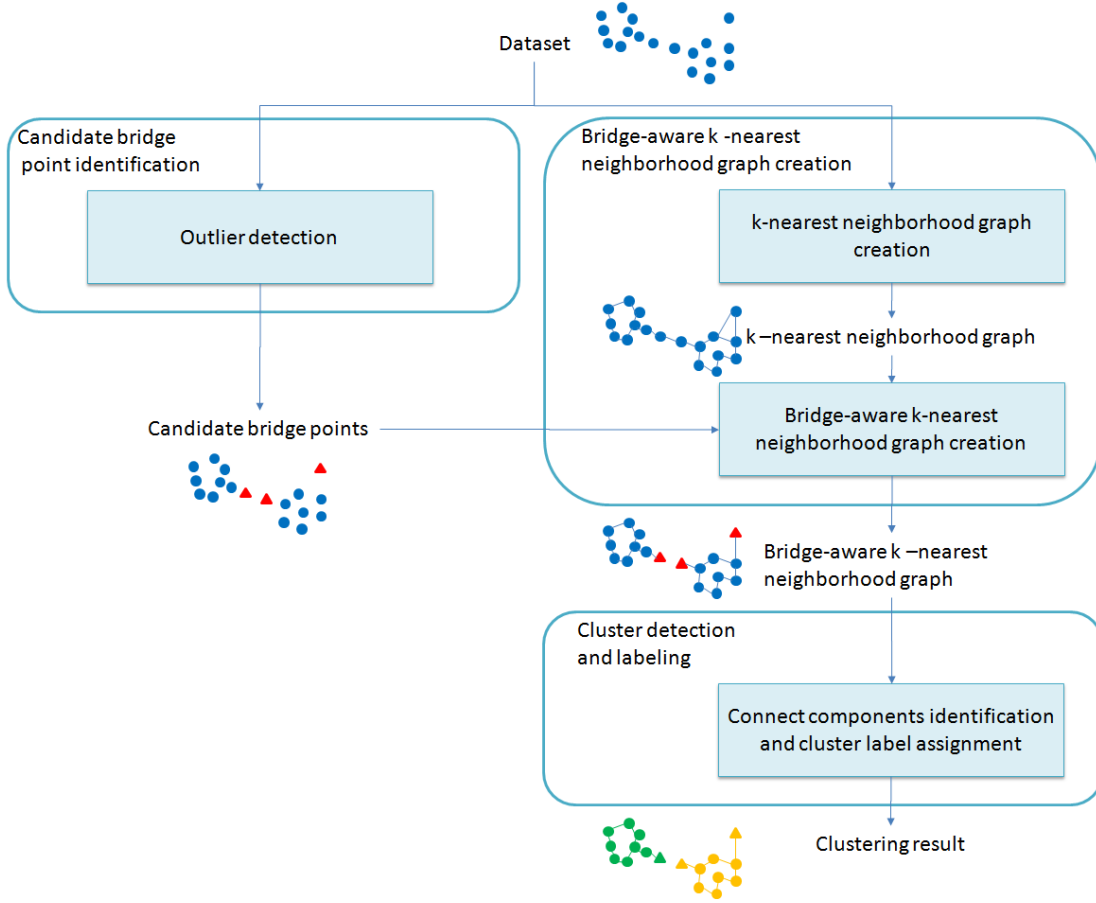 Dataset
Candidate bridge
point identification
Outlier detection
Candidate bridge points
Bridge-aware k -nearest
neighborhood graph creation
k-nearest neighborhood graph
creation
k –nearest neighborhood graph
Bridge-aware k-nearest
neighborhood graph creation
Bridge-aware k –nearest
neighborhood graph
Cluster detection
and labeling
Connect components identification
and cluster label assignment
Clustering result